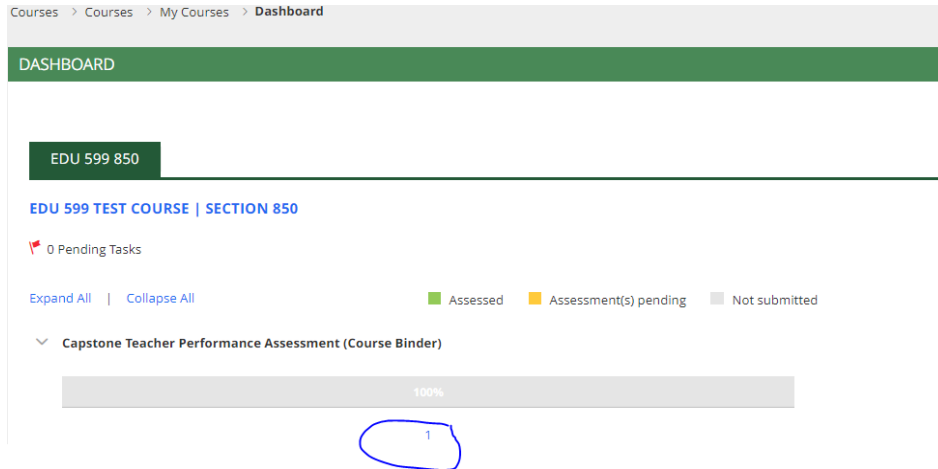 Courses > Courses > My Courses > Dashboard
DASHBOARD
EDU 599 850
EDU 599 TEST COURSE | SECTION 850
0 Pending Tasks
Expand All | Collapse All Assessed Assessment(s) pending Not submitted
Capstone Teacher Performance Assessment (Course Binder)
100%
1